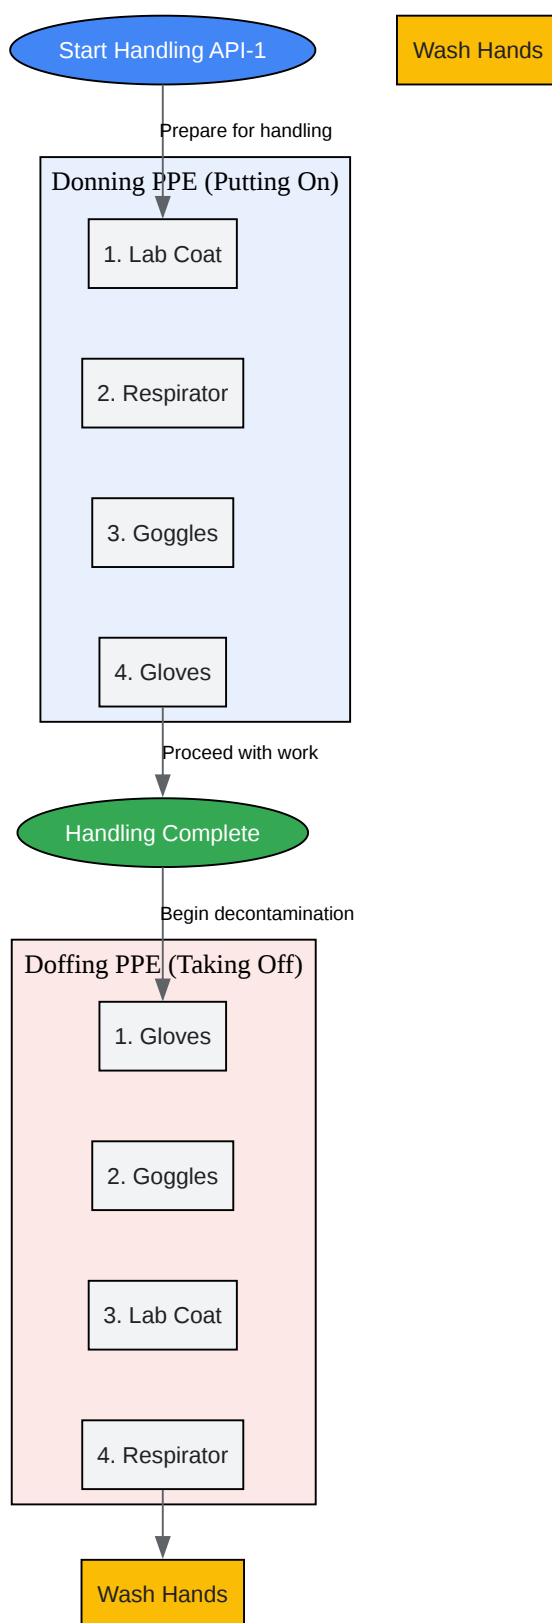 Start Handling API-1
Wash Hands
Prepare for handling
Donning PPE (Putting On)
1. Lab Coat
2. Respirator
3. Goggles
4. Gloves
Proceed with work
Handling Complete
Begin decontamination
Doffing PPE (Taking Off)
1. Gloves
2. Goggles
3. Lab Coat
4. Respirator
Wash Hands